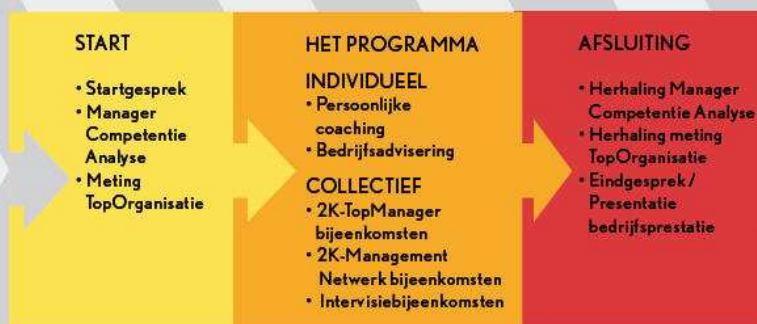 START
• Startgesprek
• Manager
Competentie
Analyse
• Meting
TopOrganisatie
HET PROGRAMMA
INDIVIDUEEL
• Persoonlijke
coaching
• Bedrijfsadvisering
COLLECTIEF
• 2K-TopManager
bijeenkomsten
• 2K-Management
Netwerk bijeenkomsten
• Intervisiebijeenkomsten
AFSLUITING
• Herhaling Manager
Competentie Analyse
• Herhaling meting
TopOrganisatie
• Eindgesprek /
Presentatie
bedrijfsprestatie